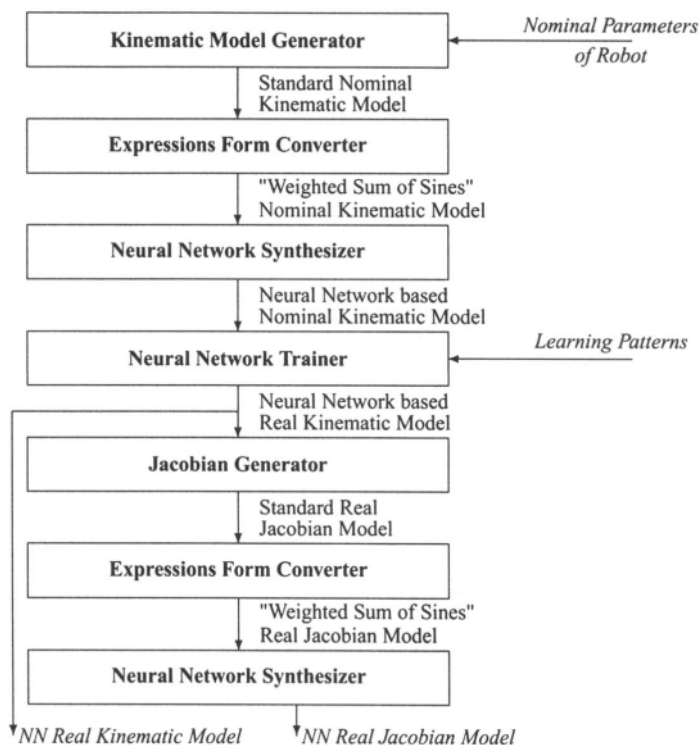 Kinematic Model Generator
Nominal Parameters
of Robot
Standard Nominal
Kinematic Model
Expressions Form Converter
"Weighted Sum of Sines"
Nominal Kinematic Model
Neural Network Synthesizer
Neural Network based
Nominal Kinematic Model
Neural Network Trainer
Learning Patterns
Neural Network based
Real Kinematic Model
Jacobian Generator
Standard Real
Jacobian Model
Expressions Form Converter
"Weighted Sum of Sines"
Real Jacobian Model
Neural Network Synthesizer
NN Real Kinematic Model
NN Real Jacobian Model